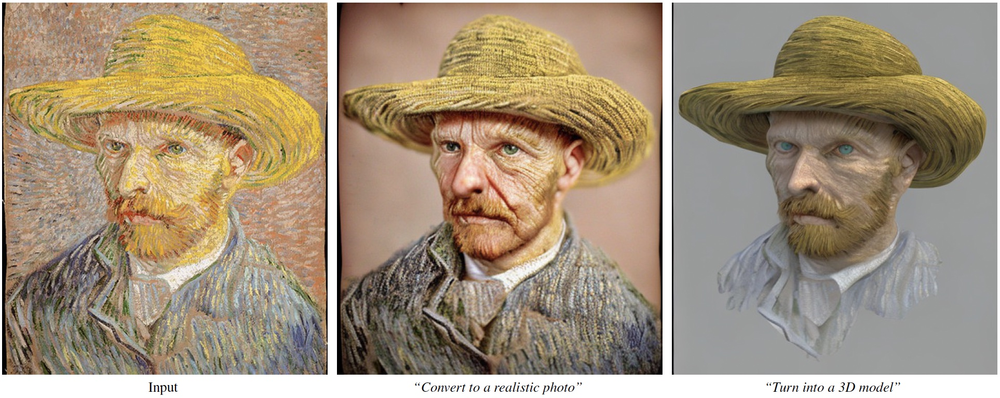 Input
“Convert to a realistic photo”
“Turn into a 3D model”